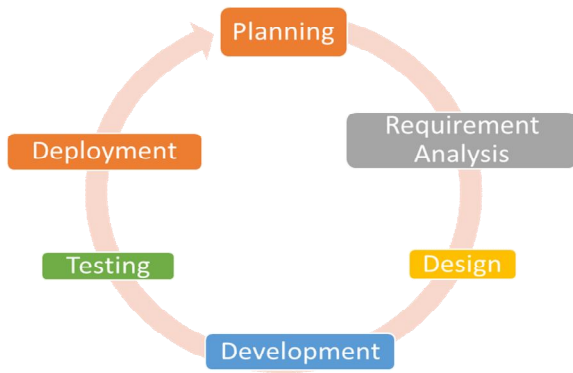 Planning
Requirement
Analysis
Design
Development
Testing
Deployment